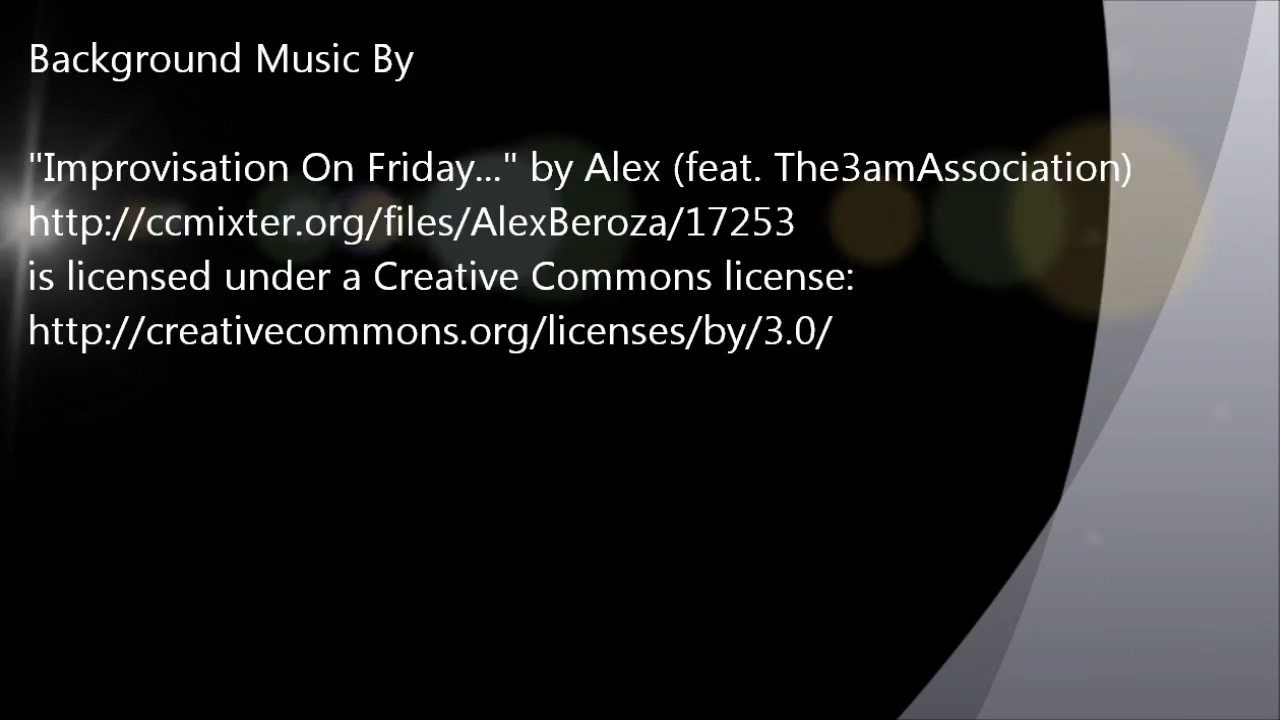 Background Music By
"Improvisation On Friday..." by Alex (feat. The3amAssociation)
http://ccmixter.org/files/AlexBeroza/17253
is licensed under a Creative Commons license:
http://creativecommons.org/licenses/by/3.0/